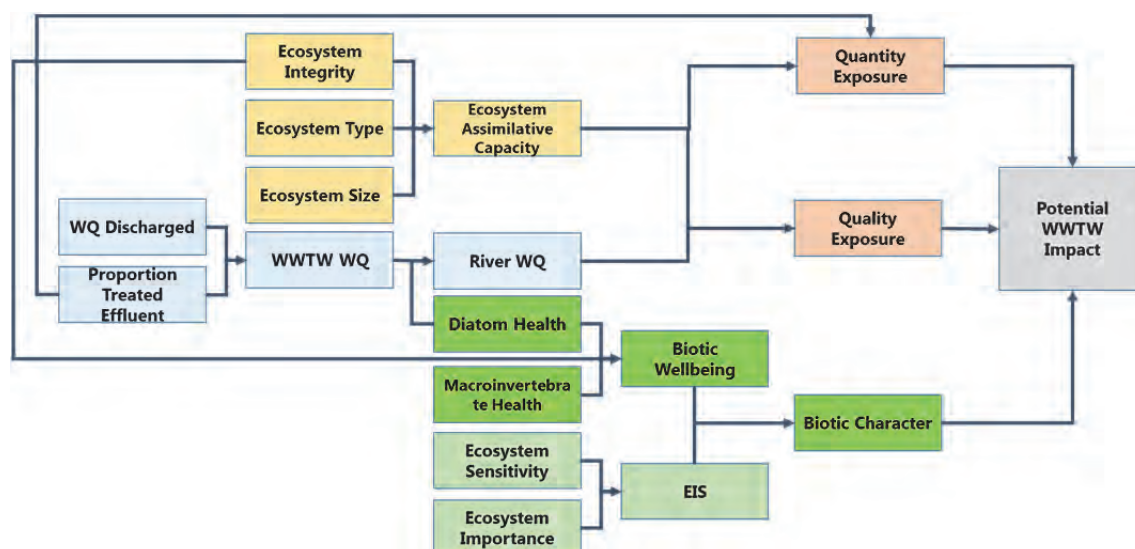 Ecosystem
Integrity
Quantity
Exposure
Ecosystem Type
Ecosystem
Assimilative
Capacity
Ecosystem Size
WQ Discharged
Quality
Exposure
Potential
WWTW
Impact
WWTW WQ
River WQ
Proportion
Treated
Effluent
Diatom Health
Biotic
Wellbeing
Macroinvertebra
te Health
Biotic Character
Ecosystem
Sensitivity
EIS
Ecosystem
Importance